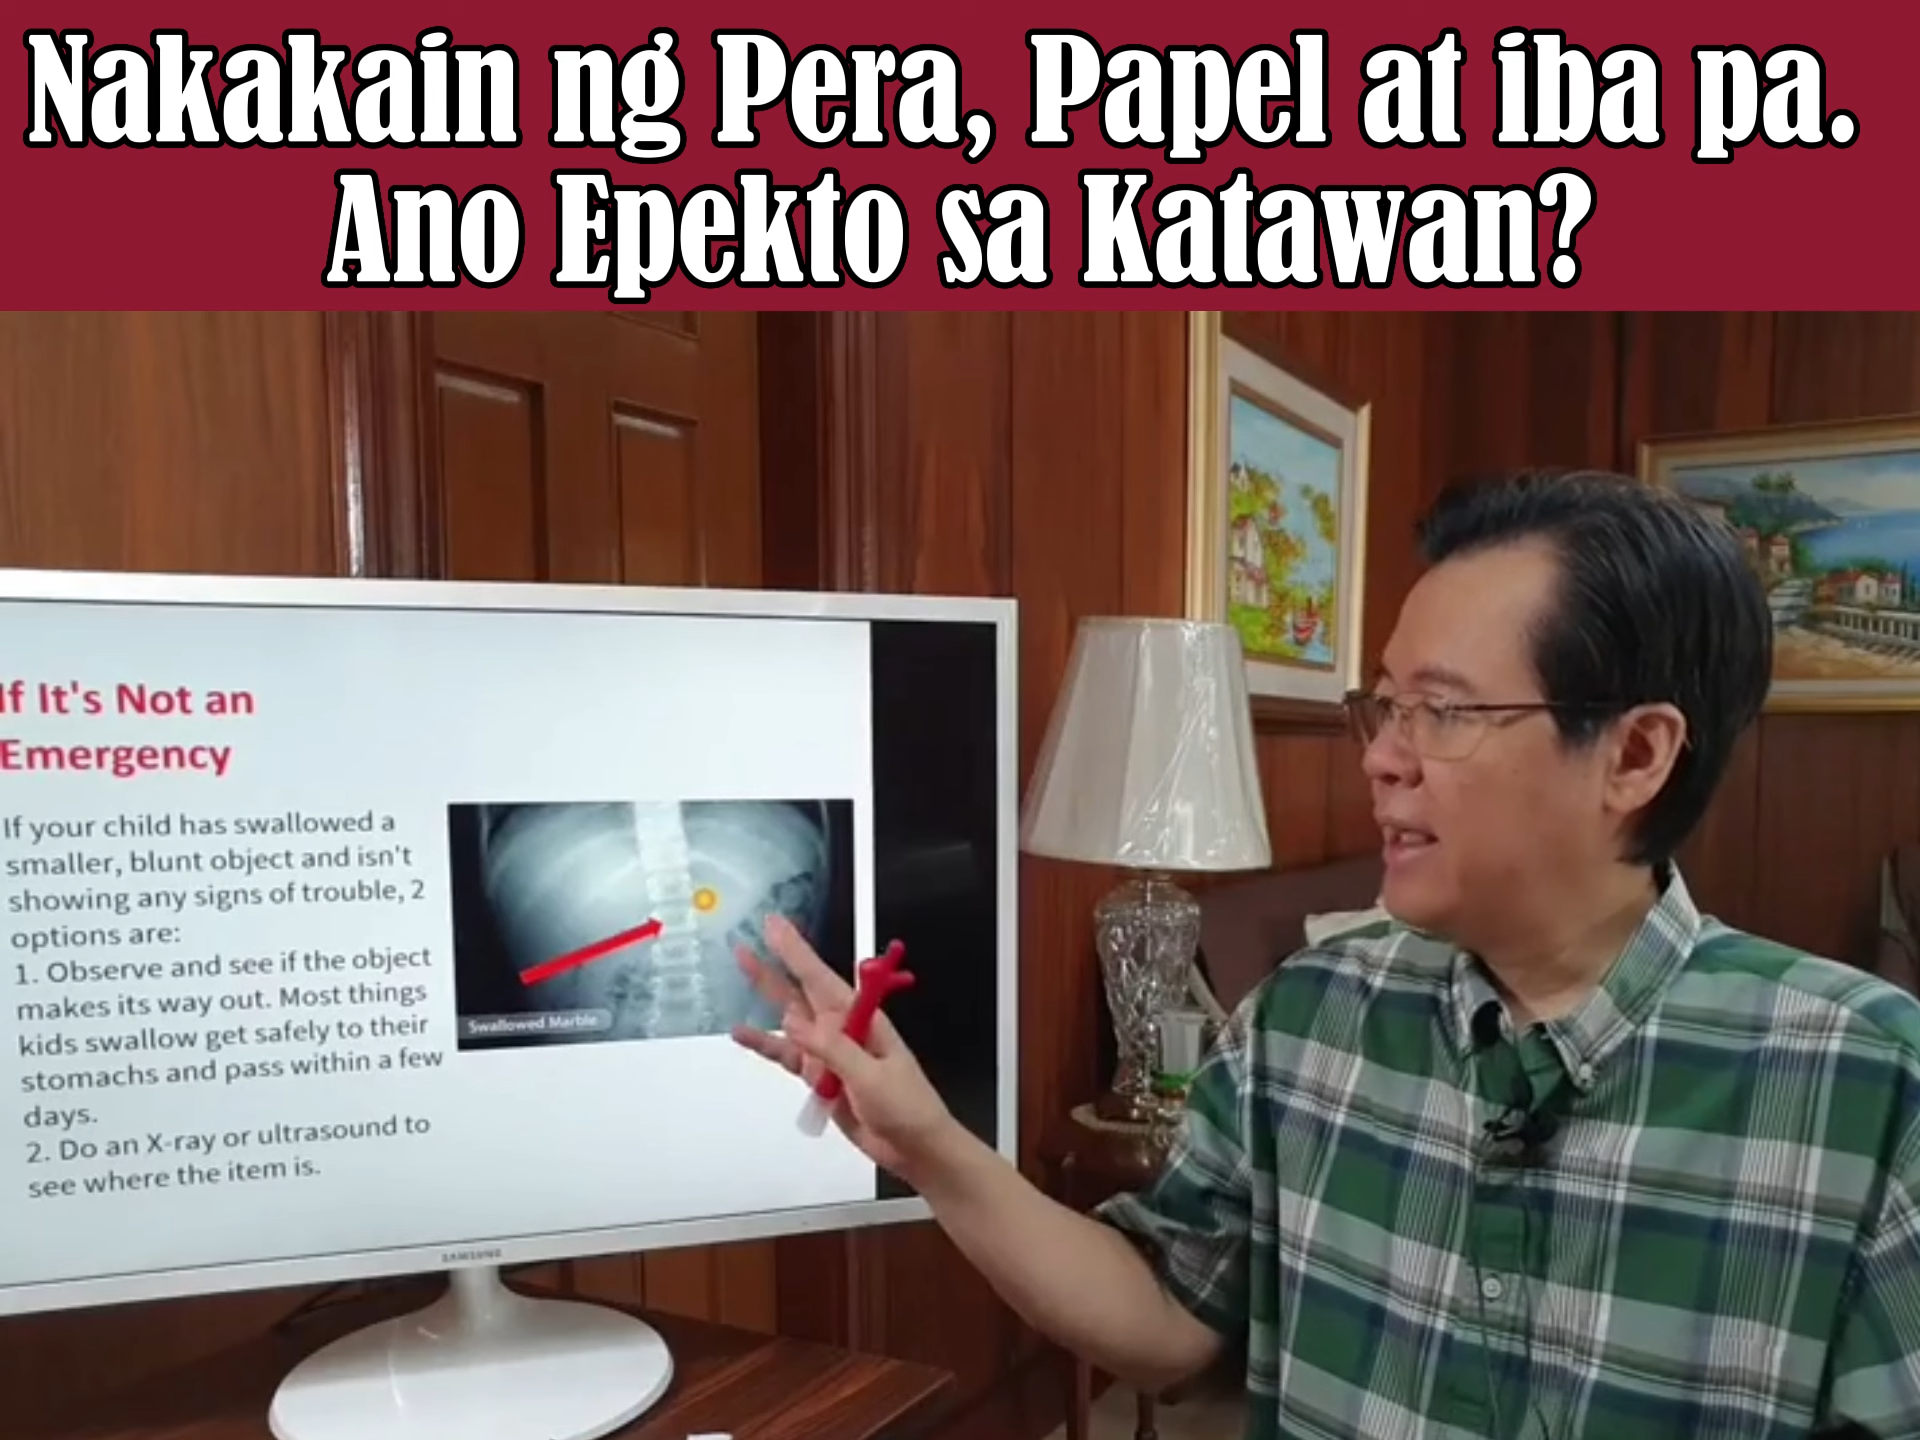 Nakakain ng Pera, Papel at iba pa.
Ano Epekto sa Katawan?
If It's Not an
Emergency
If your child has swallowed a
smaller, blunt object and isn't
showing any signs of trouble, 2
options are:
1. Observe and see if the object
makes its way out. Most things
kids swallow get safely to their
stomachs and pass within a few
days.
2. Do an X-ray or ultrasound to
see where the item is.
Swallowed Marble
SAMSUNG